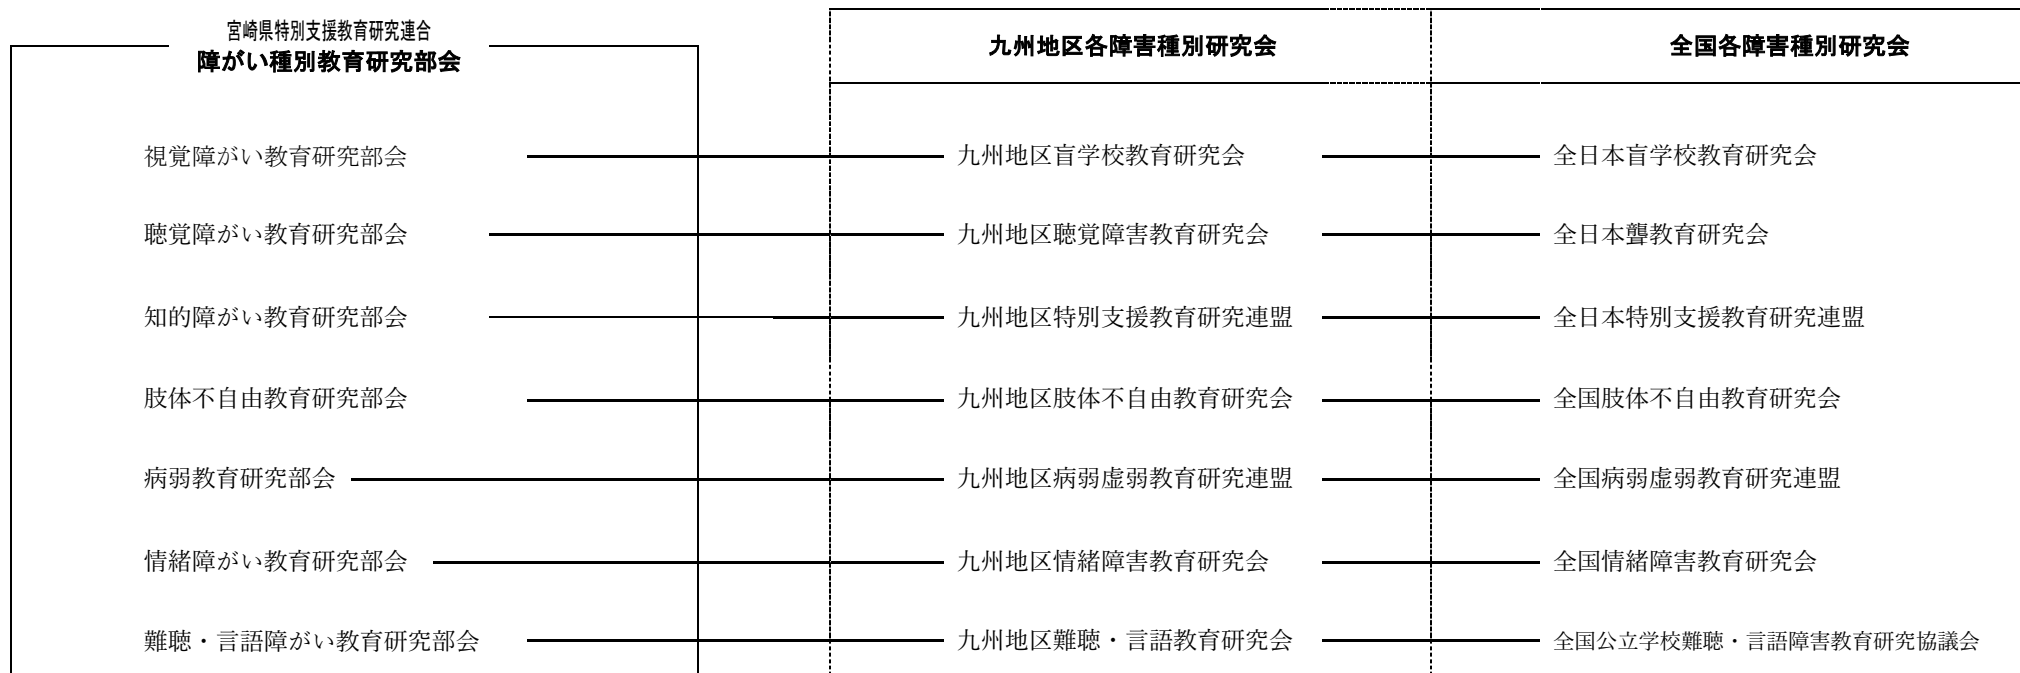 宮崎県特別支援教育研究連合
障がい種別教育研究部会
九州地区各障害種別研究会
全国各障害種別研究会
視覚障がい教育研究部会
九州地区盲学校教育研究会
全日本盲学校教育研究会
聴覚障がい教育研究部会
九州地区聴覚障害教育研究会
全日本聾教育研究会
知的障がい教育研究部会
九州地区特別支援教育研究連盟
全日本特別支援教育研究連盟
肢体不自由教育研究部会
九州地区肢体不自由教育研究会
全国肢体不自由教育研究会
病弱教育研究部会
九州地区病弱虚弱教育研究連盟
全国病弱虚弱教育研究連盟
情緒障がい教育研究部会
九州地区情緒障害教育研究会
全国情緒障害教育研究会
難聴・言語障がい教育研究部会
九州地区難聴・言語教育研究会
全国公立学校難聴・言語障害教育研究協議会